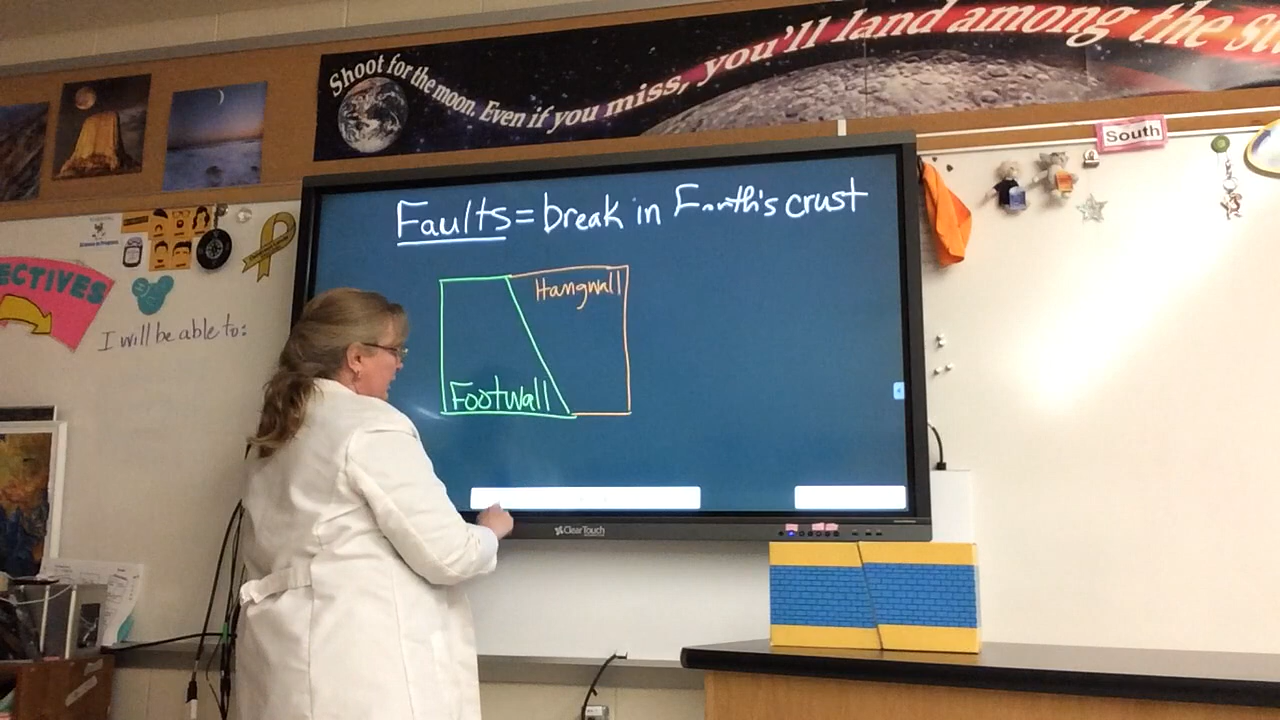 Shoot for the moon. Even if you miss, you'll land among the
South
ECTIVES
I will be able to:
Faults = break in Earth's crust
Hangwall
Footwall
ClearTouch